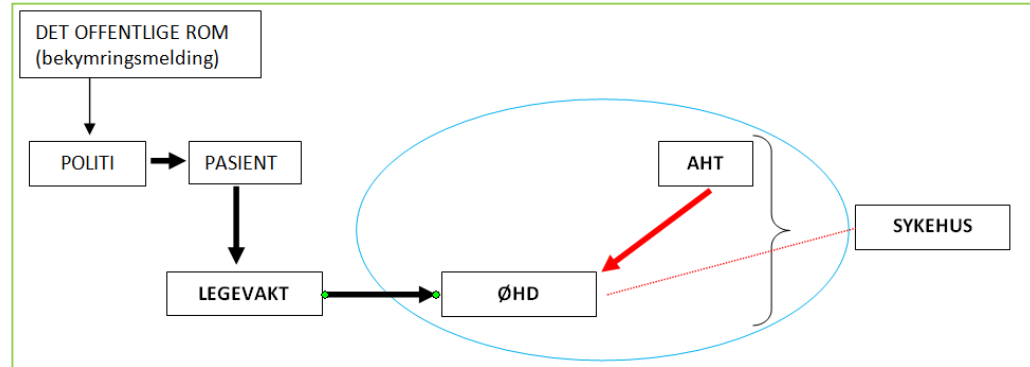 DET OFFENTLIGE ROM
(bekymringsmelding)
POLITI
PASIENT
AHT
SYKEHUS
LEGEVAKT
ØHD